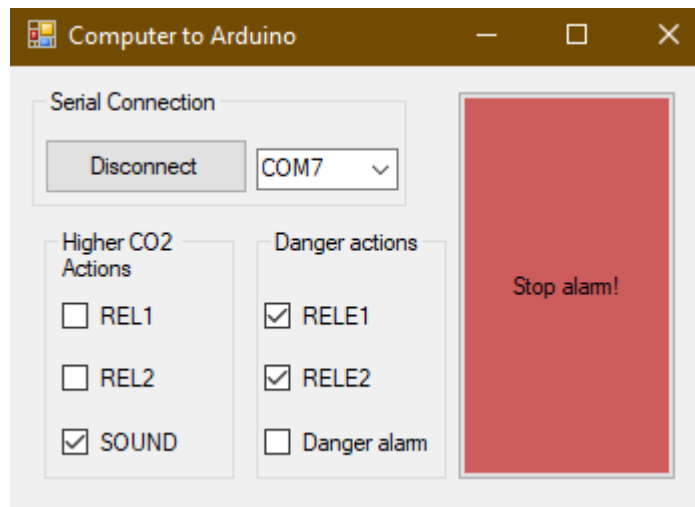 Computer to Arduino
Serial Connection
Disconnect
COM7
Higher CO2
Actions
REL1
REL2
SOUND
Danger actions
RELE1
RELE2
Danger alarm
Stop alarm!